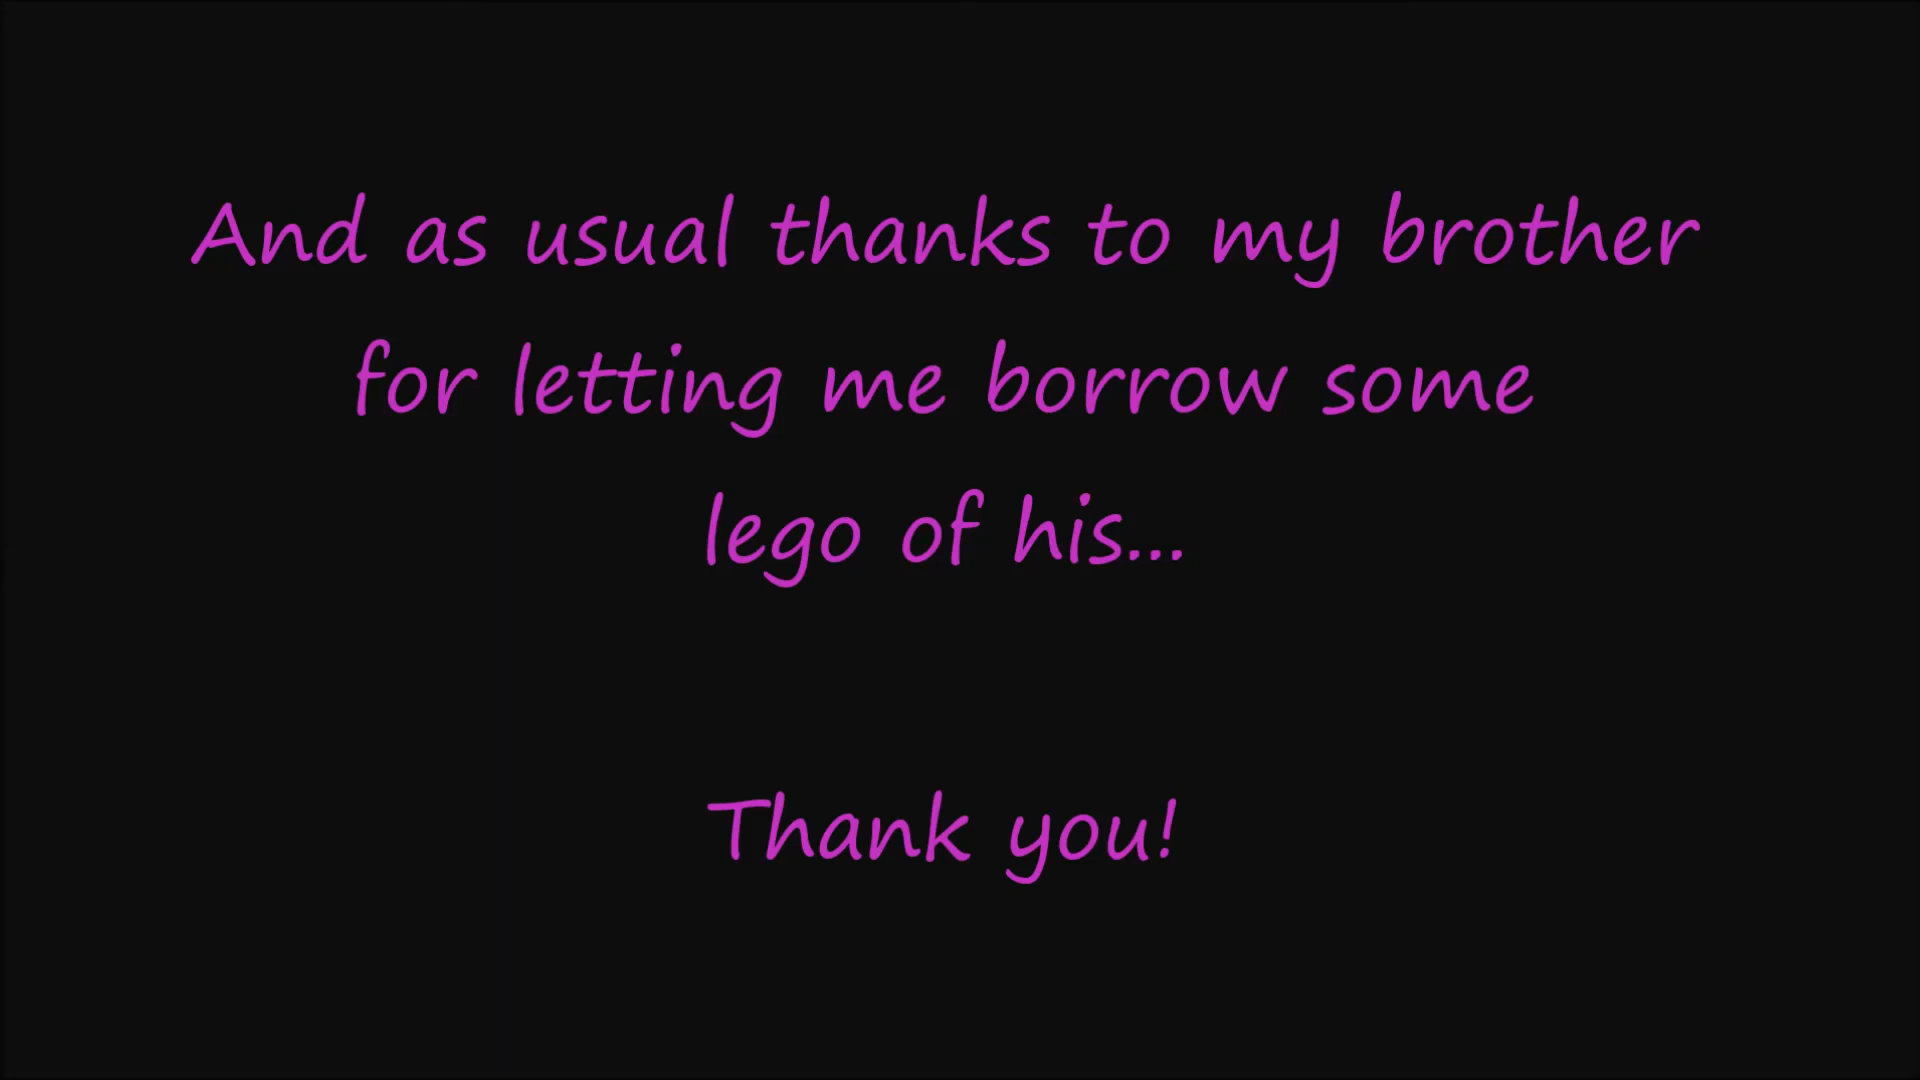 And as usual thanks to my brother
for letting me borrow some
lego of his...
Thank you!